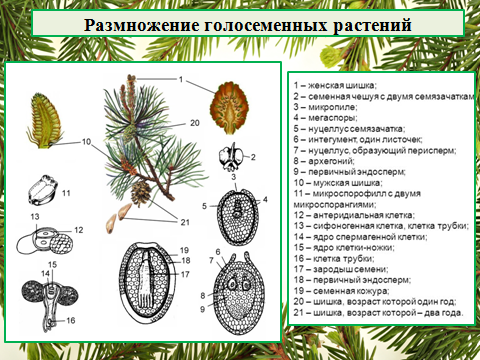 Размножение голосеменных растений
1 – женская шишка;
2 – семенная чешуя с двумя семязачаткам
3 – микропиле;
4 – мегаспоры;
5 – нуцеллус семязачатка;
6 – интегумент, один листочек;
7 – нуцеллус, образующий перисперм;
8 – архегоний;
9 – первичный эндосперм;
10 – мужская шишка;
11 – микроспорофилл с двумя
микроспорангиями;
12 – антеридиальная клетка;
13 – сифоногенная клетка, клетка трубки;
14 – ядро спермагенной клетки;
15 – ядро клетки-ножки;
16 – клетка трубки;
17 – зародыш семени;
18 – первичный эндосперм;
19 – семенная кожура;
20 – шишка, возраст которой один год;
21 – шишка, возраст которой – два года.
1
20
10
2
3
4
5
11
21
13
12
6
7
8
9
19
18
17
15
14
16